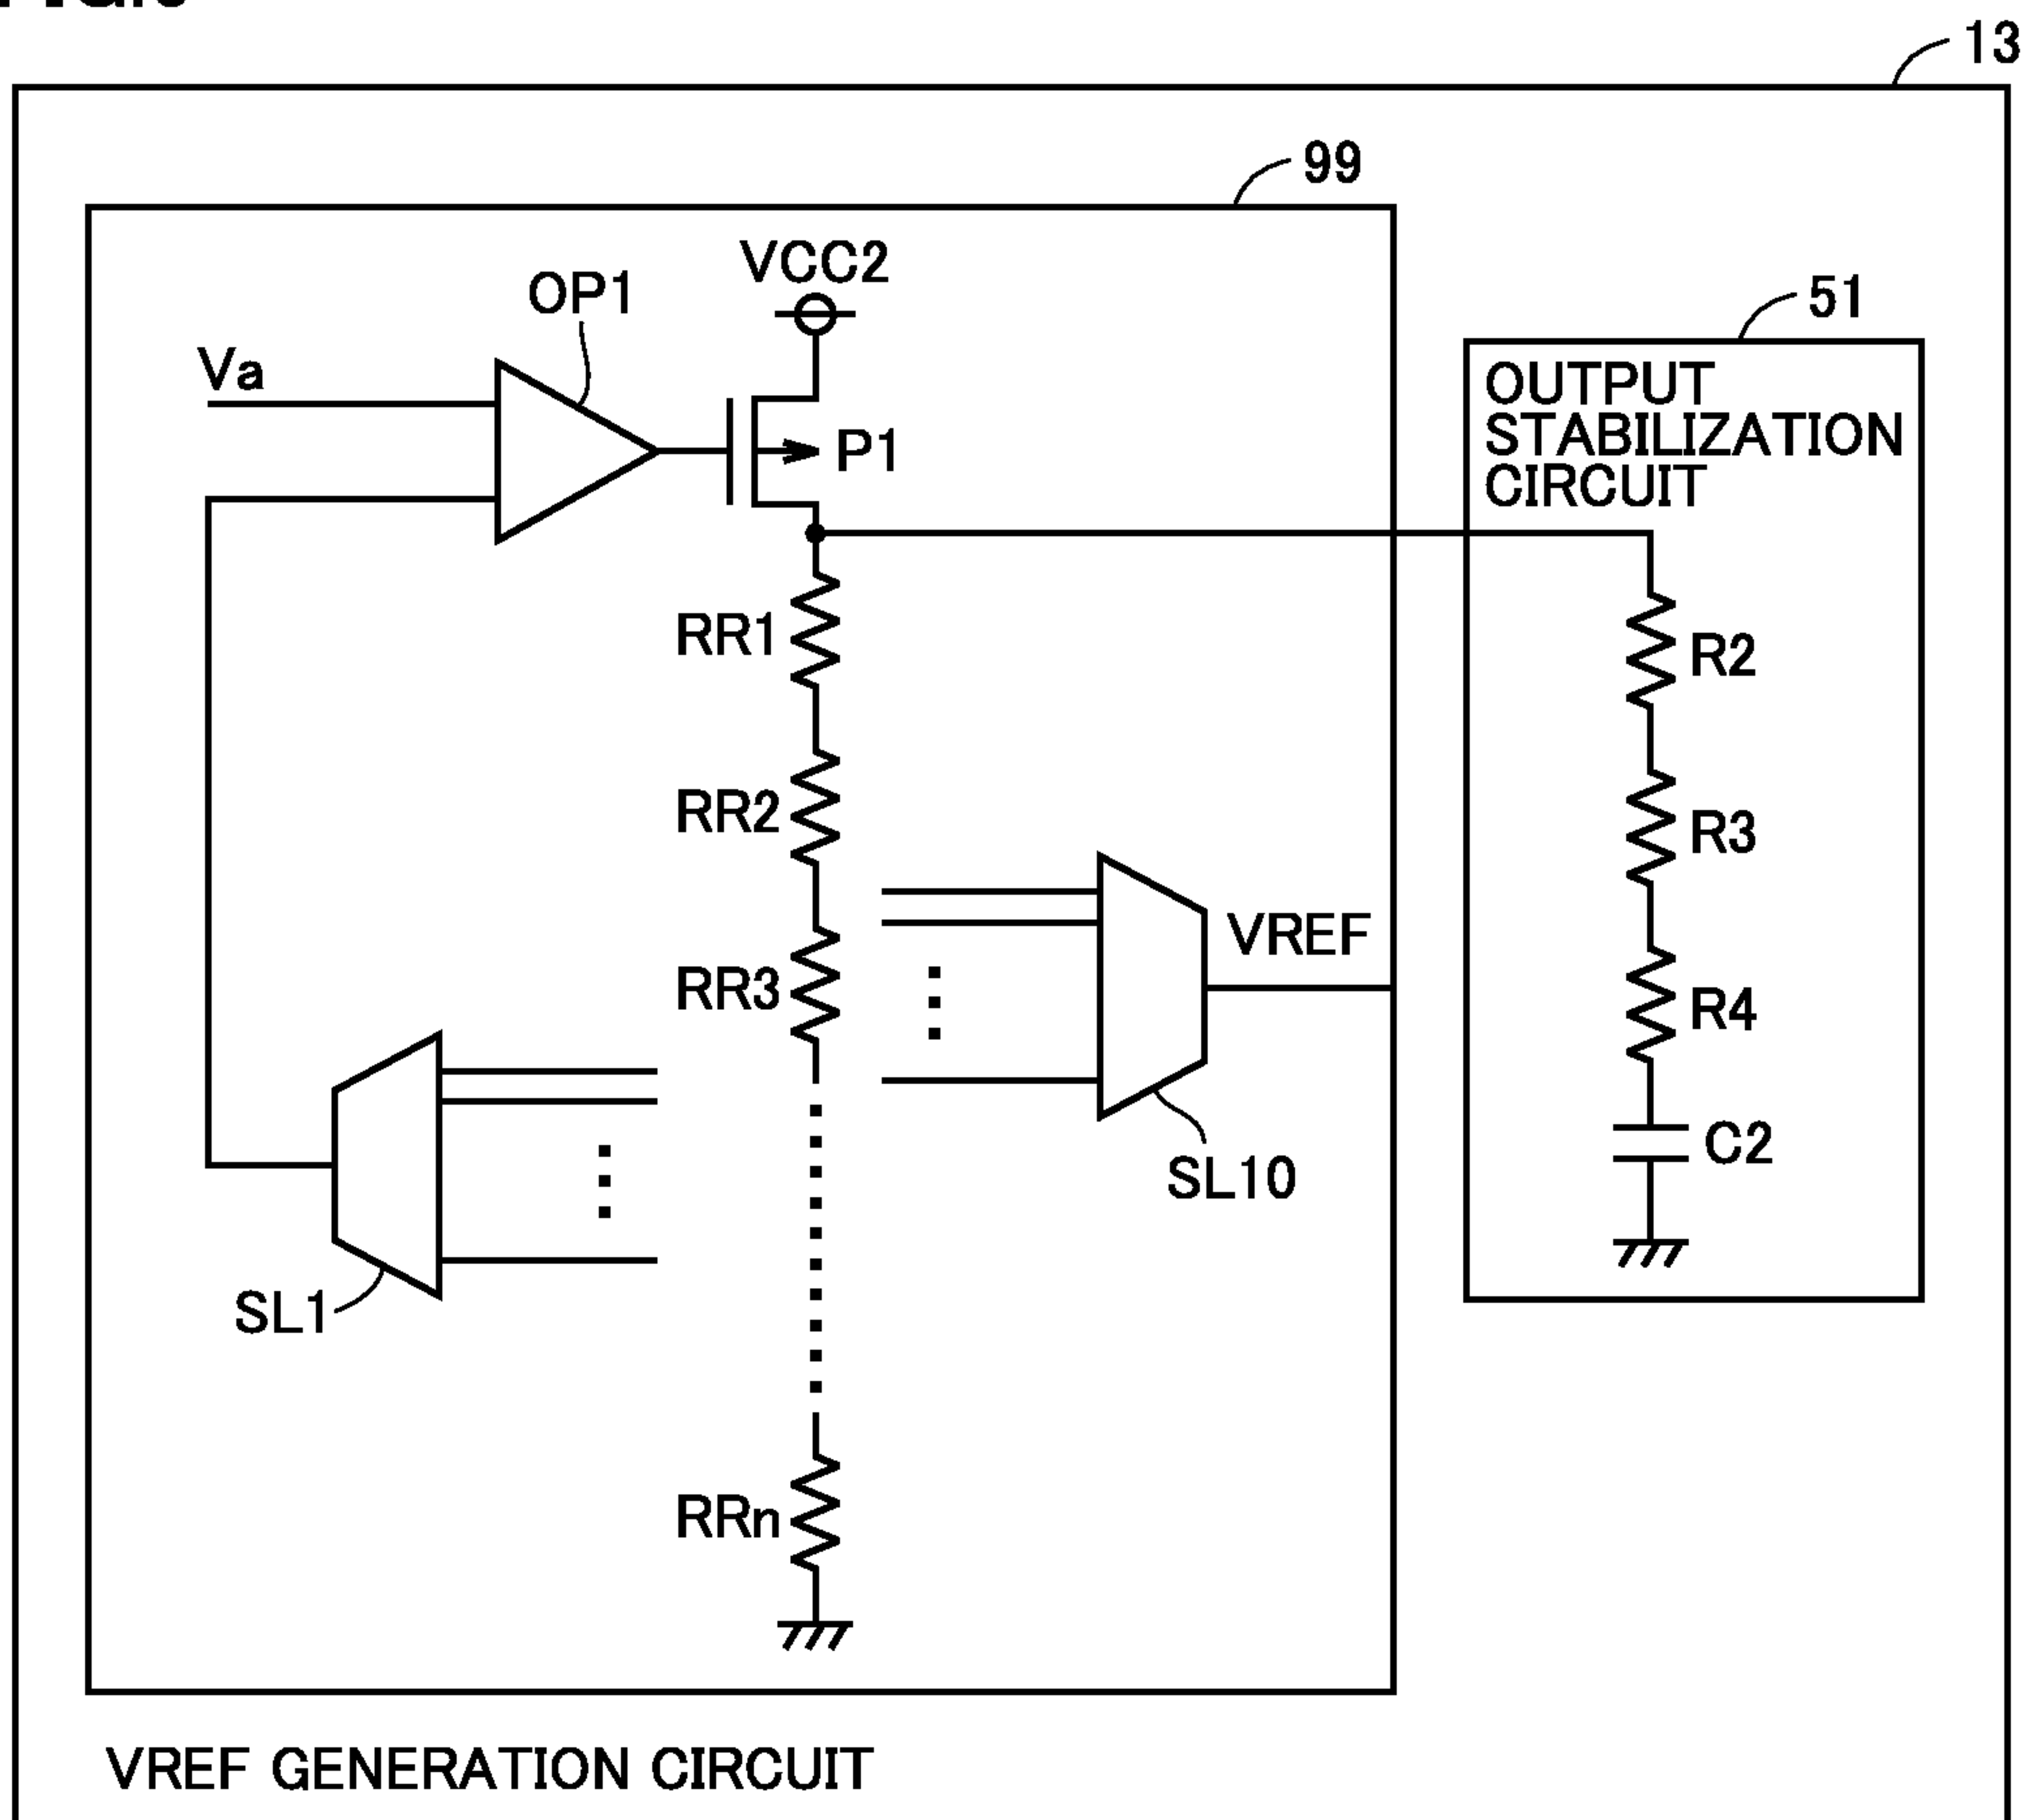 13
99
VCC2
OP1
51
Va
OUTPUT
STABILIZATION
CIRCUIT
P1
RR1
R2
RR2
R3
VREF
RR3
R4
C2
SL10
SL1
RRn
VREF GENERATION CIRCUIT